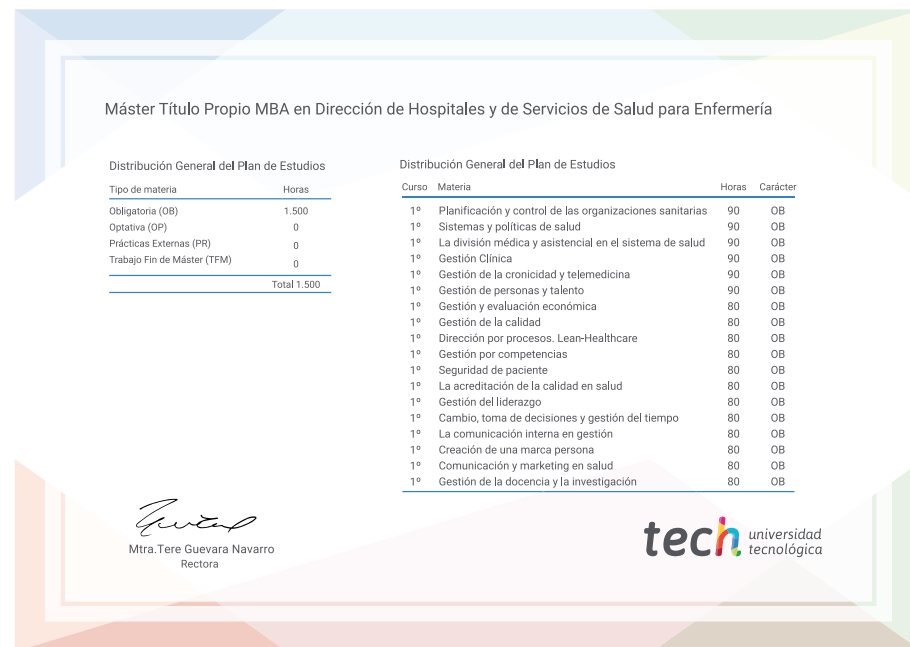 Máster Título Propio MBA en Dirección de Hospitales y de Servicios de Salud para Enfermería
Distribución General del Plan de Estudios
Tipo de materia Horas
Obligatoria (OB) 1.500
Optativa (OP) 0
Prácticas Externas (PR) 0
Trabajo Fin de Máster (TFM) 0
Total 1.500
Distribución General del Plan de Estudios
Curso Materia Horas Carácter
1º Planificación y control de las organizaciones sanitarias 90 OB
1º Sistemas y políticas de salud 90 OB
1º La división médica y asistencial en el sistema de salud 90 OB
1º Gestión Clínica 90 OB
1º Gestión de la cronicidad y telemedicina 90 OB
1º Gestión de personas y talento 90 OB
1º Gestión y evaluación económica 80 OB
1º Gestión de la calidad 80 OB
1º Dirección por procesos. Lean-Healthcare 80 OB
1º Gestión por competencias 80 OB
1º Seguridad de paciente 80 OB
1º La acreditación de la calidad en salud 80 OB
1º Gestión del liderazgo 80 OB
1º Cambio, toma de decisiones y gestión del tiempo 80 OB
1º La comunicación interna en gestión 80 OB
1º Creación de una marca persona 80 OB
1º Comunicación y marketing en salud 80 OB
1º Gestión de la docencia y la investigación 80 OB
Mtra.Tere Guevara Navarro
Rectora
tech universidad
tecnológica